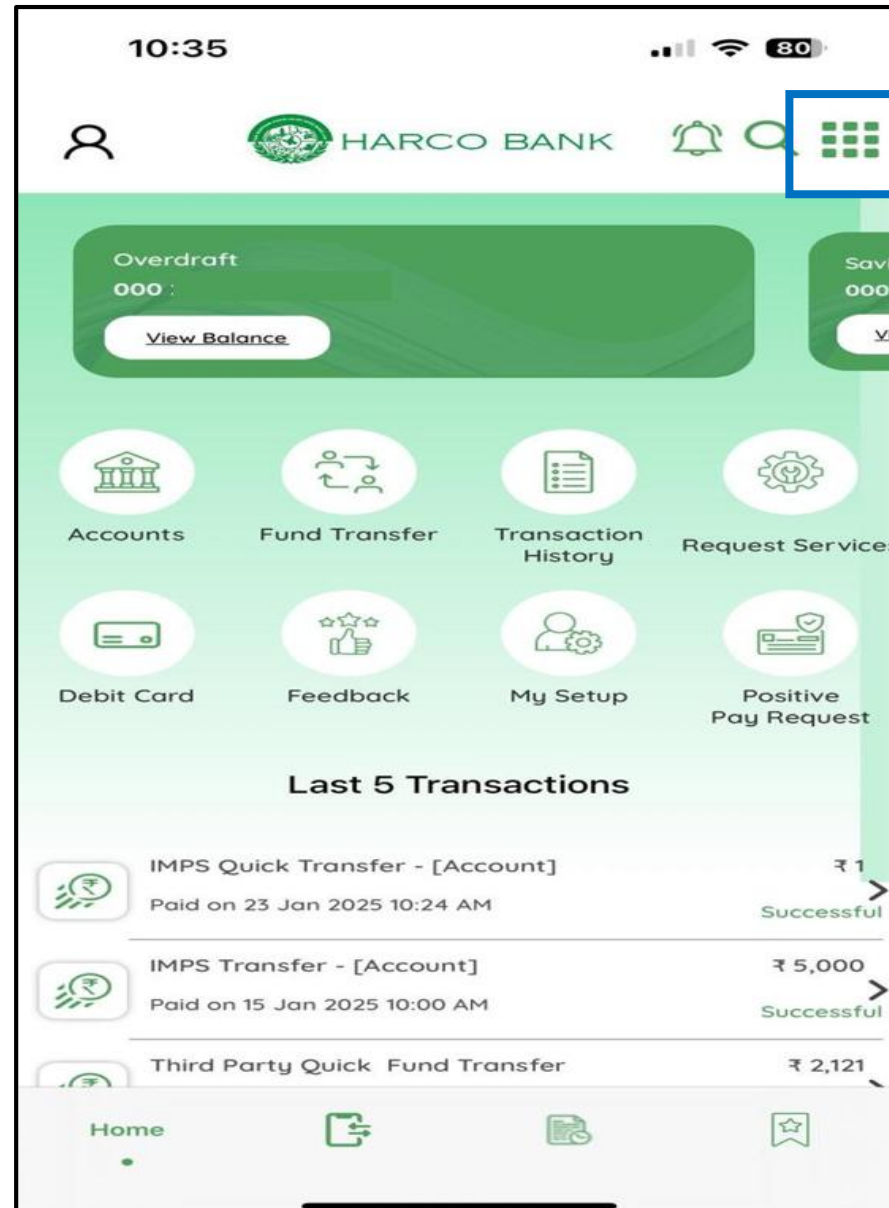 10:35
80
HARCO BANK
Overdraft
000 :
View Balance
Savi
000
Vi
Accounts
Fund Transfer
Transaction
History
Request Services
Debit Card
Feedback
My Setup
Positive
Pay Request
Last 5 Transactions
IMPS Quick Transfer - [Account]
₹ 1
Paid on 23 Jan 2025 10:24 AM
Successful
IMPS Transfer - [Account]
₹ 5,000
Paid on 15 Jan 2025 10:00 AM
Successful
Third Party Quick Fund Transfer
₹ 2,121
Home